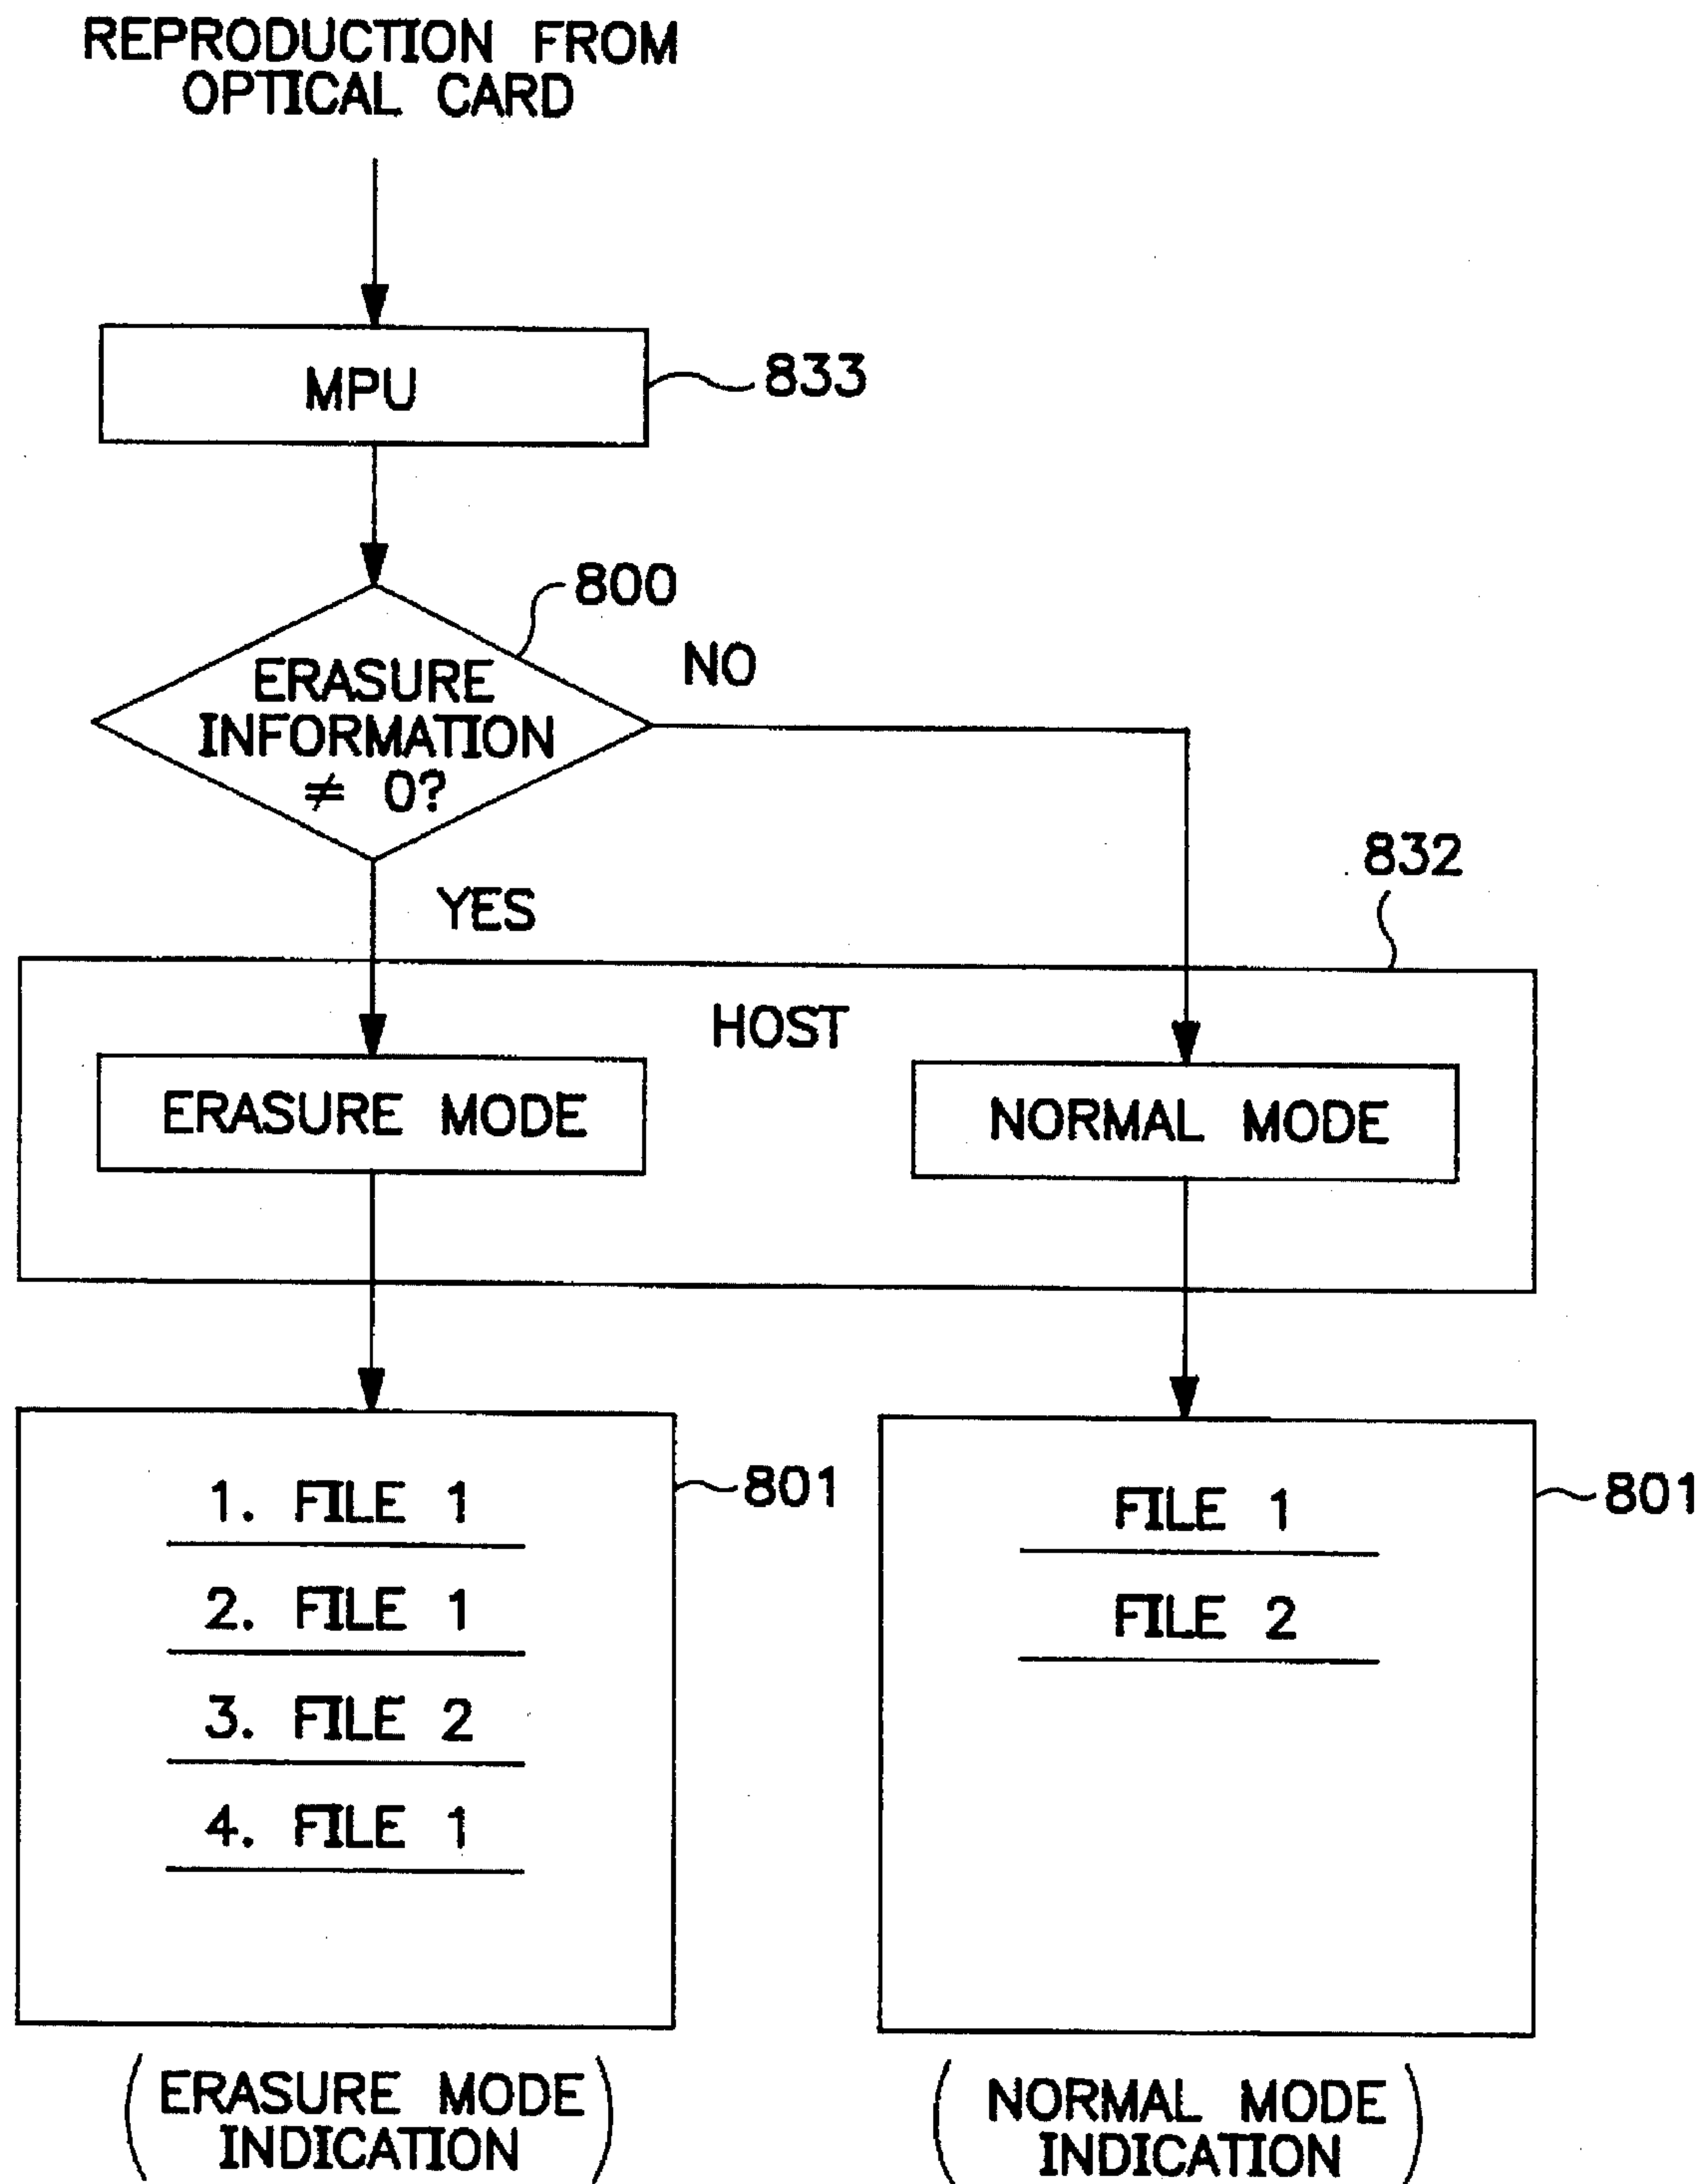 REPRODUCTION FROM
OPTICAL CARD
MPU
833
800
ERASURE
INFORMATION
≠ 0?
NO
YES
832
HOST
ERASURE MODE
NORMAL MODE
1. FILE 1
2. FILE 1
3. FILE 2
4. FILE 1
801
FILE 1
FILE 2
801
(ERASURE MODE
INDICATION)
(NORMAL MODE
INDICATION)